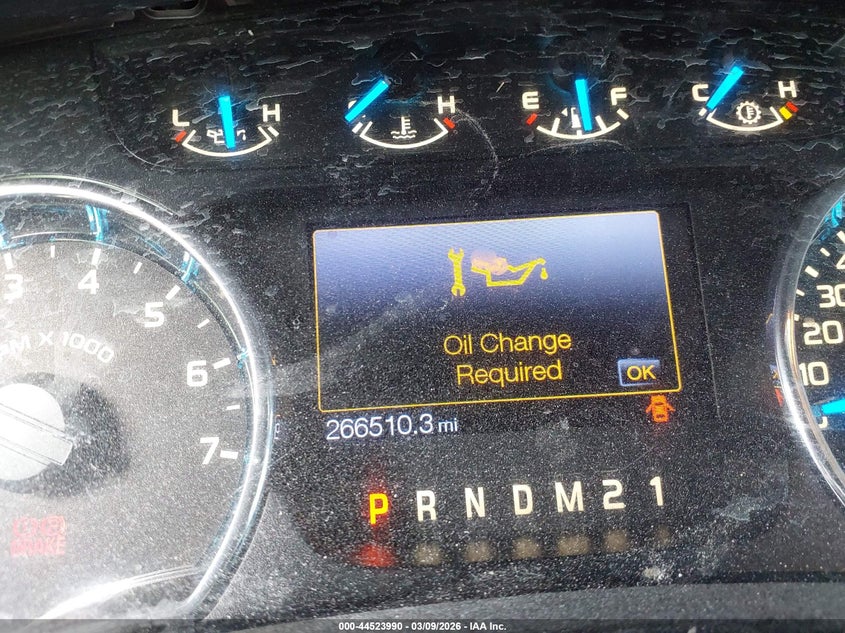 L H H E F C H
3 4 5 6 7
RPM X 1000
30
20
10
Oil Change
Required
OK
266510.3 mi
P R N D M 2 1
BRAKE
000-44523990 - 03/09/2026 - IAA Inc.